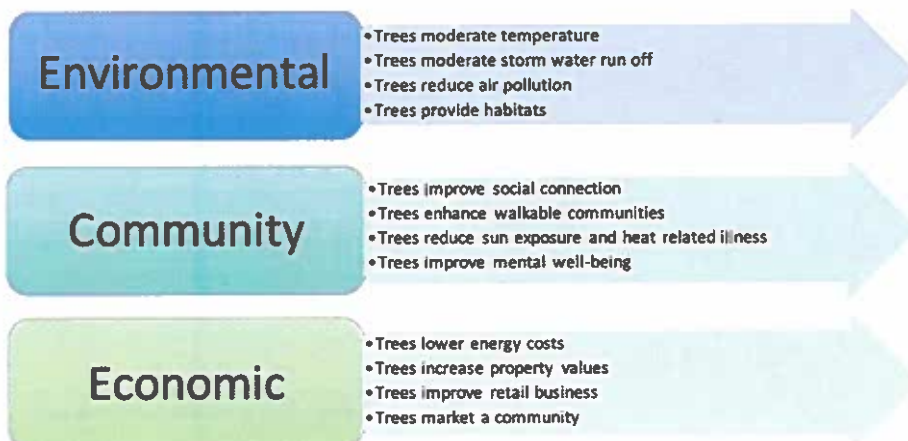 Environmental
•Trees moderate temperature
•Trees moderate storm water run off
•Trees reduce air pollution
•Trees provide habitats
Community
•Trees improve social connection
•Trees enhance walkable communities
•Trees reduce sun exposure and heat related illness
•Trees improve mental well-being
Economic
•Trees lower energy costs
•Trees increase property values
•Trees improve retail business
•Trees market a community